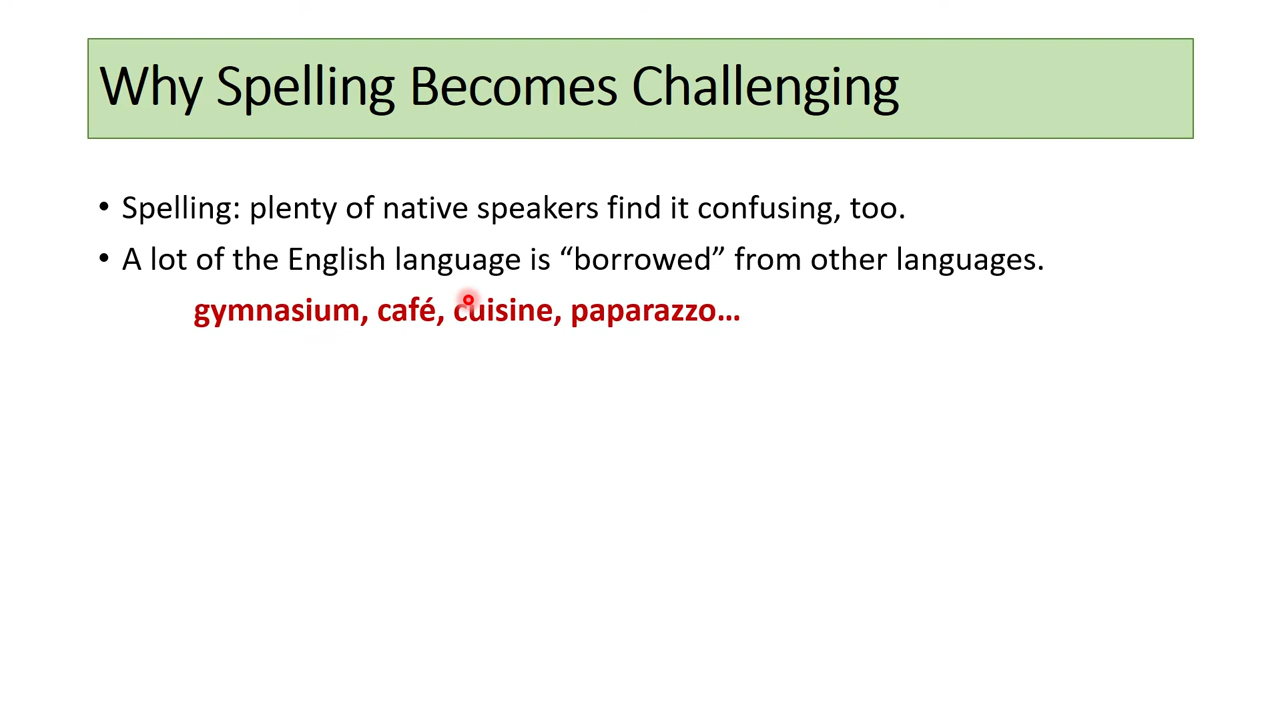 Why Spelling Becomes Challenging
• Spelling: plenty of native speakers find it confusing, too.
• A lot of the English language is “borrowed” from other languages.
gymnasium, café, cuisine, paparazzo…